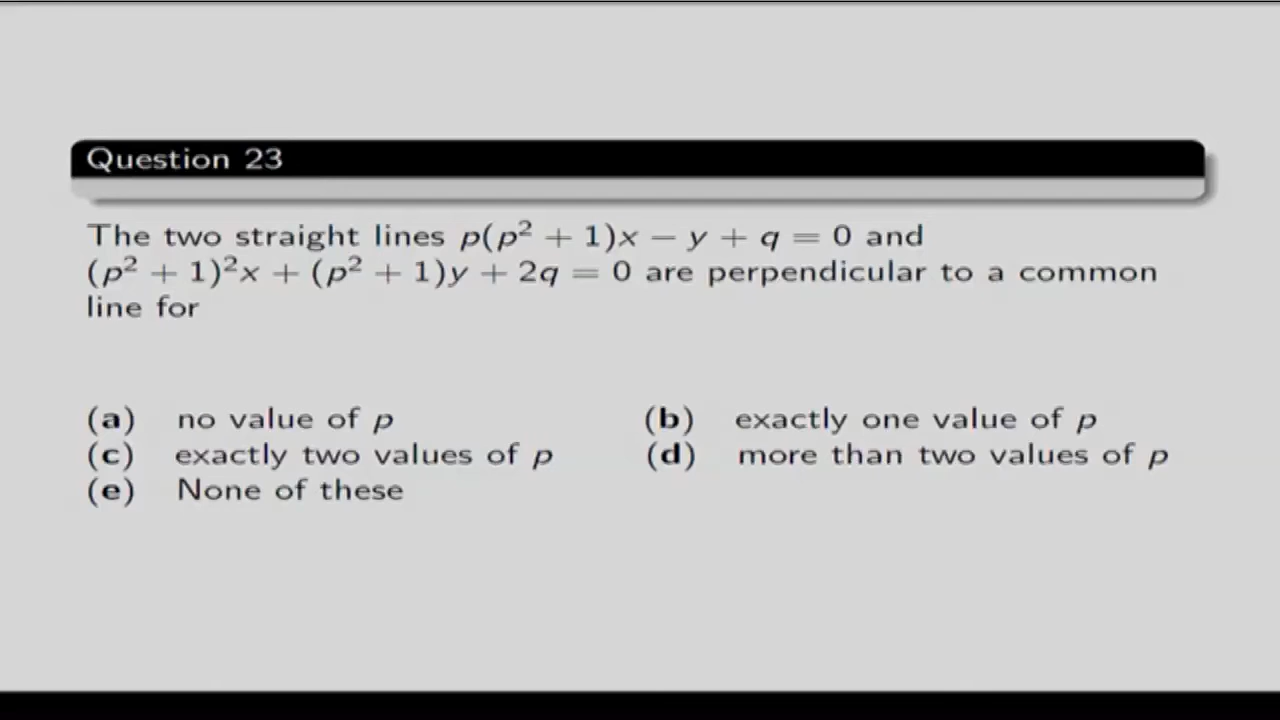 Question 23
The two straight lines p(p² + 1)x − y + q = 0 and
(p² + 1)²x + (p² + 1)y + 2q = 0 are perpendicular to a common
line for
(a) no value of p (b) exactly one value of p
(c) exactly two values of p (d) more than two values of p
(e) None of these